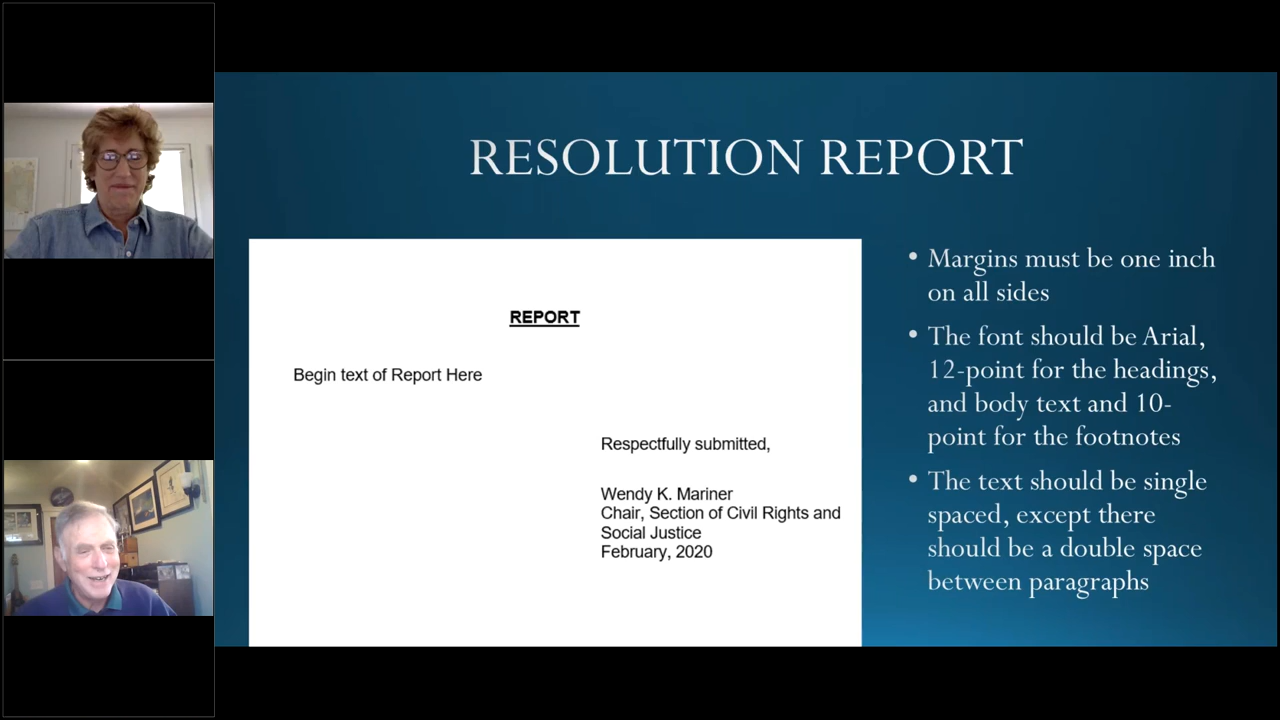 RESOLUTION REPORT
REPORT
Begin text of Report Here
Respectfully submitted,
Wendy K. Mariner
Chair, Section of Civil Rights and
Social Justice
February, 2020
• Margins must be one inch
on all sides
• The font should be Arial,
12-point for the headings,
and body text and 10-
point for the footnotes
• The text should be single
spaced, except there
should be a double space
between paragraphs